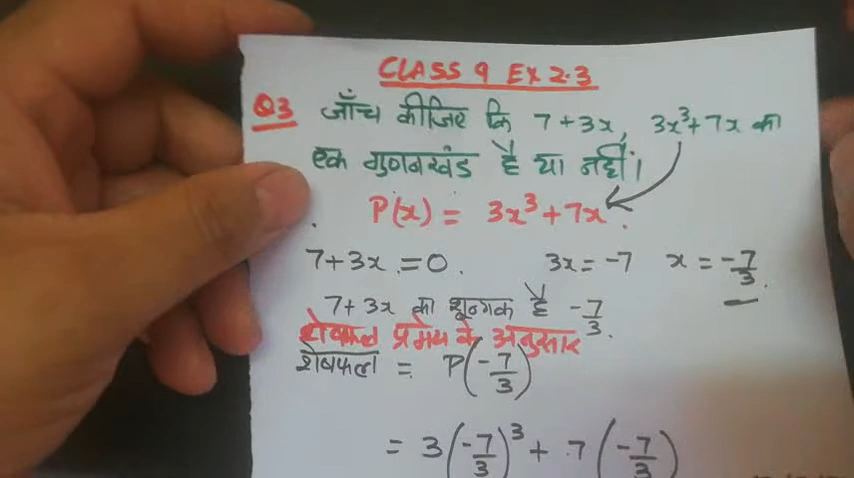 CLASS 9 EX 2.3
Q3 जाँच कीजिए कि 7+3x, 3x³+7x का
एक गुणनखंड है या नहीं।
P(x) = 3x³+7x.
7+3x = 0. 3x = -7 x = -7/3.
7+3x का शून्यक है -7/3.
शेषफल प्रमेय के अनुसार
शेषफल = P(-7/3)
= 3(-7/3)³ + 7(-7/3)